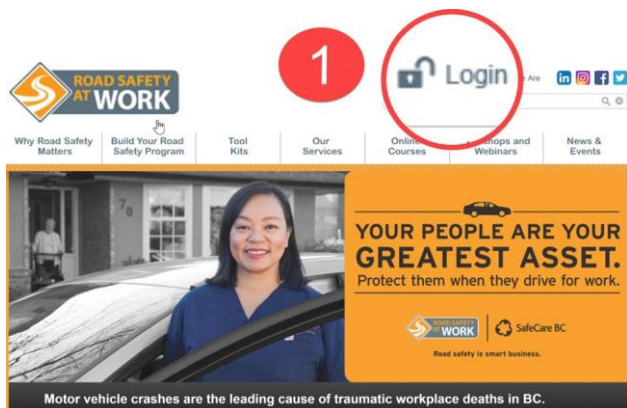 1
Login
ROAD SAFETY
AT WORK
Are
Why Road Safety Matters
Build Your Road Safety Program
Tool Kits
Our Services
Online Courses
Webinars
News & Events
70
YOUR PEOPLE ARE YOUR
GREATEST ASSET.
Protect them when they drive for work.
ROAD SAFETY
AT WORK
SafeCare BC
Road safety is smart business.
Motor vehicle crashes are the leading cause of traumatic workplace deaths in BC.